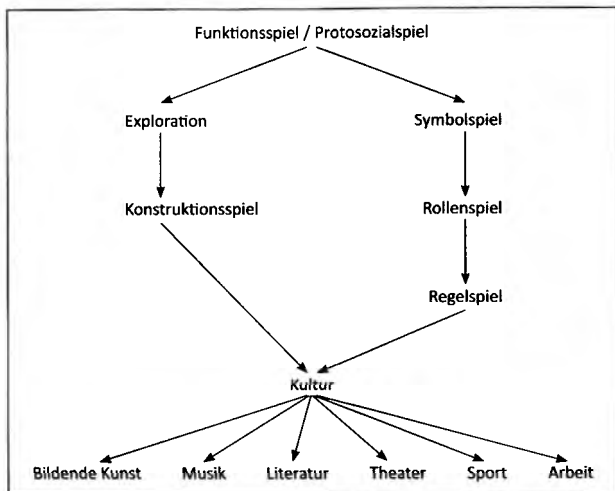 Funktionsspiel / Protosozialspiel
Exploration
Symbolspiel
Konstruktionsspiel
Rollenspiel
Regelspiel
Kultur
Bildende Kunst Musik Literatur Theater Sport Arbeit